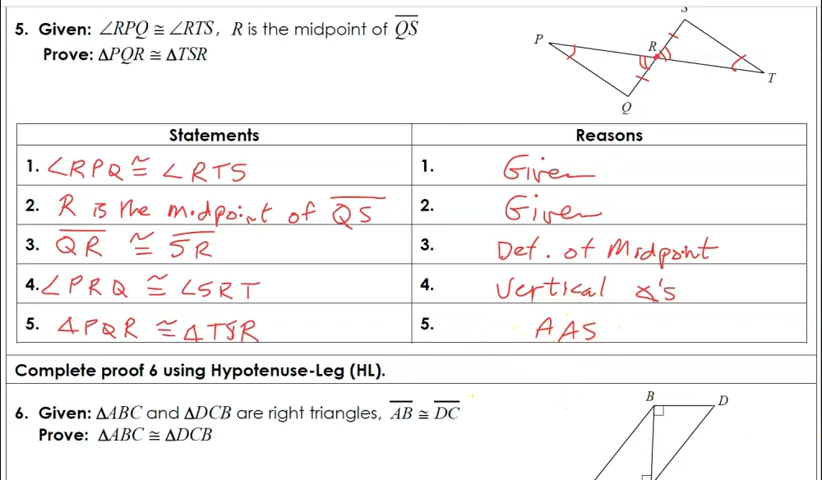 5. Given: ∠RPQ ≅ ∠RTS, R is the midpoint of QS
Prove: ΔPQR ≅ ΔTSR
S
P
R
T
Q
Statements Reasons
1. ∠RPQ ≅ ∠RTS 1. Given
2. R is the midpoint of QS 2. Given
3. QR ≅ SR 3. Def. of Midpoint
4. ∠PRQ ≅ ∠SRT 4. Vertical ∡'s
5. ΔPQR ≅ ΔTSR 5. AAS
Complete proof 6 using Hypotenuse-Leg (HL).
6. Given: ΔABC and ΔDCB are right triangles, AB ≅ DC
Prove: ΔABC ≅ ΔDCB
B D